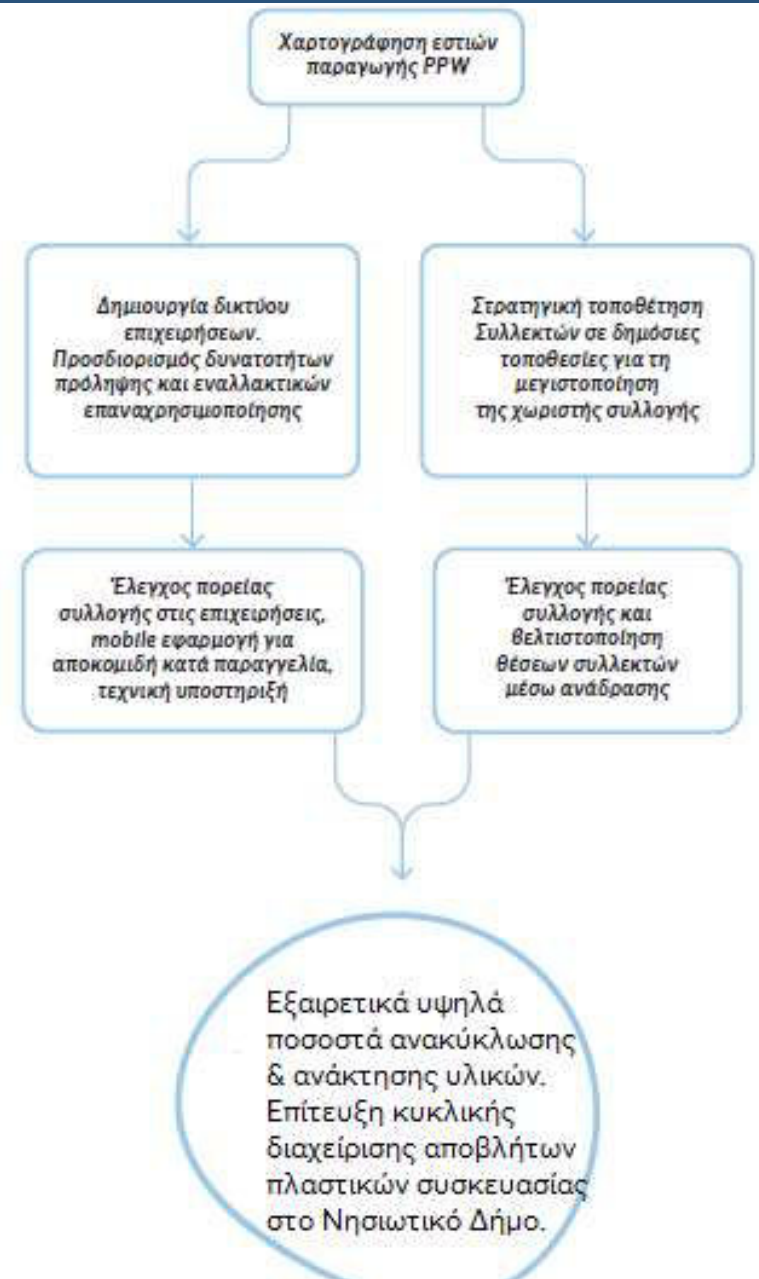 Χαρτογράφηση εστιών
παραγωγής PPW
Δημιουργία δικτύου
επιχειρήσεων.
Προσδιορισμός δυνατοτήτων
πρόληψης και εναλλακτικών
επαναχρησιμοποίησης
Στρατηγική τοποθέτηση
Συλλεκτών σε δημόσιες
τοποθεσίες για τη
μεγιστοποίηση
της χωριστής συλλογής
Έλεγχος πορείας
συλλογής στις επιχειρήσεις,
mobile εφαρμογή για
αποκομιδή κατά παραγγελία,
τεχνική υποστηριξή
Έλεγχος πορείας
συλλογής και
βελτιστοποίηση
θέσεων συλλεκτών
μέσω ανάδρασης
Εξαιρετικά υψηλά
ποσοστά ανακύκλωσης
& ανάκτησης υλικών.
Επίτευξη κυκλικής
διαχείρισης αποβλήτων
πλαστικών συσκευασίας
στο Νησιωτικό Δήμο.